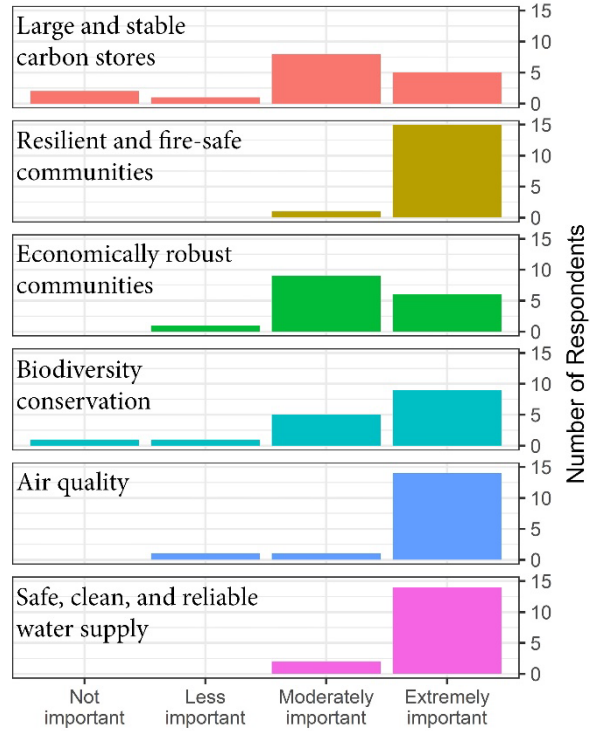 Large and stable
carbon stores
15
10
5
0
Resilient and fire-safe
communities
15
10
5
0
Economically robust
communities
15
10
5
0
Biodiversity
conservation
15
10
5
0
Air quality
15
10
5
0
Safe, clean, and reliable
water supply
15
10
5
0
Number of Respondents
Not
important
Less
important
Moderately
important
Extremely
important